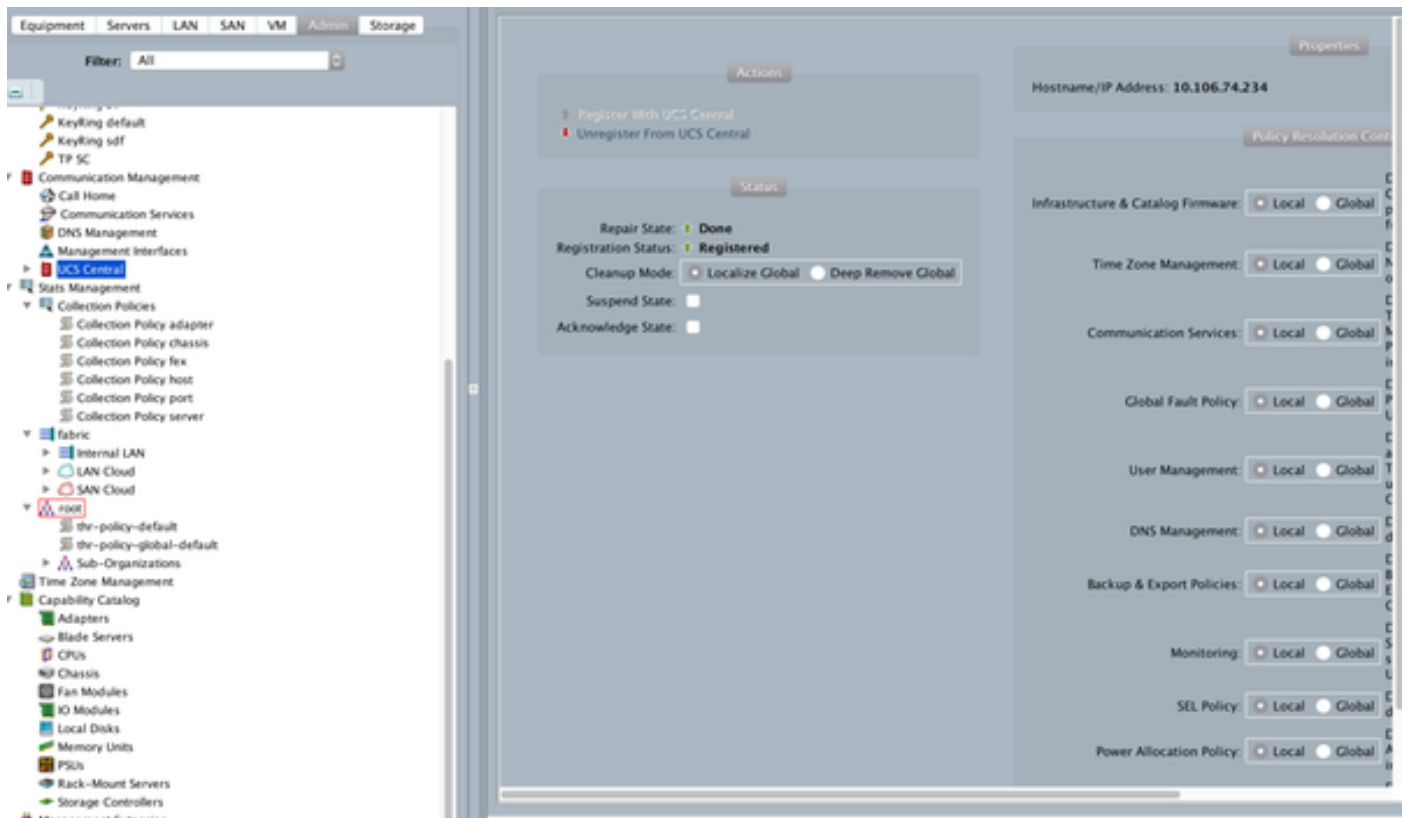 Equipment Servers LAN SAN VM Admin Storage
Filter: All
KeyRing default
KeyRing sdf
TP SC
Communication Management
Call Home
Communication Services
DNS Management
Management Interfaces
UCS Central
Stats Management
Collection Policies
Collection Policy adapter
Collection Policy chassis
Collection Policy fex
Collection Policy host
Collection Policy port
Collection Policy server
fabric
Internal LAN
LAN Cloud
SAN Cloud
root
thr-policy-default
thr-policy-global-default
Sub-Organizations
Time Zone Management
Capability Catalog
Adapters
Blade Servers
CPUs
Chassis
Fan Modules
IO Modules
Local Disks
Memory Units
PSUs
Rack-Mount Servers
Storage Controllers
Actions
Register With UCS Central
Unregister From UCS Central
Status
Repair State: Done
Registration Status: Registered
Cleanup Mode: Localize Global Deep Remove Global
Suspend State:
Acknowledge State:
Properties
Hostname/IP Address: 10.106.74.234
Policy Resolution Cont
Infrastructure & Catalog Firmware: Local Global
Time Zone Management: Local Global
Communication Services: Local Global
Global Fault Policy: Local Global
User Management: Local Global
DNS Management: Local Global
Backup & Export Policies: Local Global
Monitoring: Local Global
SEL Policy: Local Global
Power Allocation Policy: Local Global